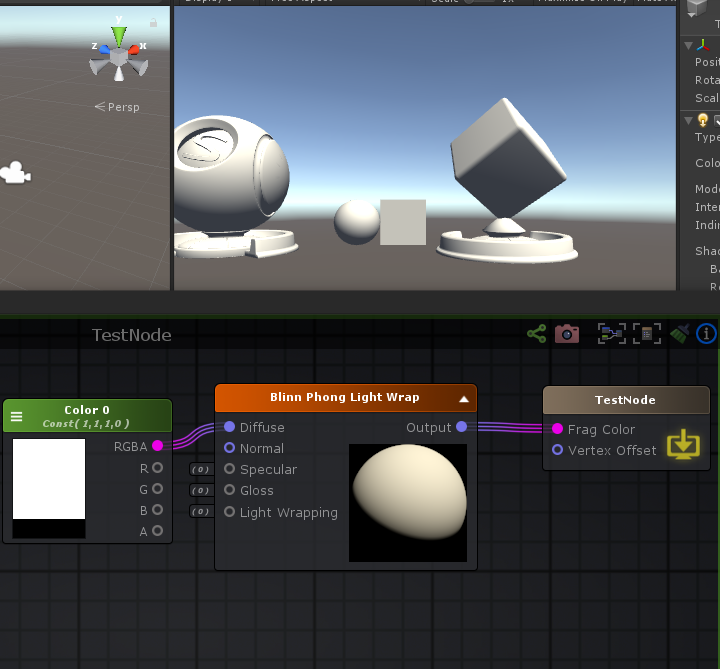 y
z
x
< Persp
Posit
Rota
Scal
Type
Colo
Mode
Inter
Indir
Shad
Ba
Re
TestNode
Color 0
Const( 1,1,1,0 )
RGBA
R
G
B
A
Blinn Phong Light Wrap
Diffuse
Output
Normal
(0) Specular
(0) Gloss
(0) Light Wrapping
TestNode
Frag Color
Vertex Offset